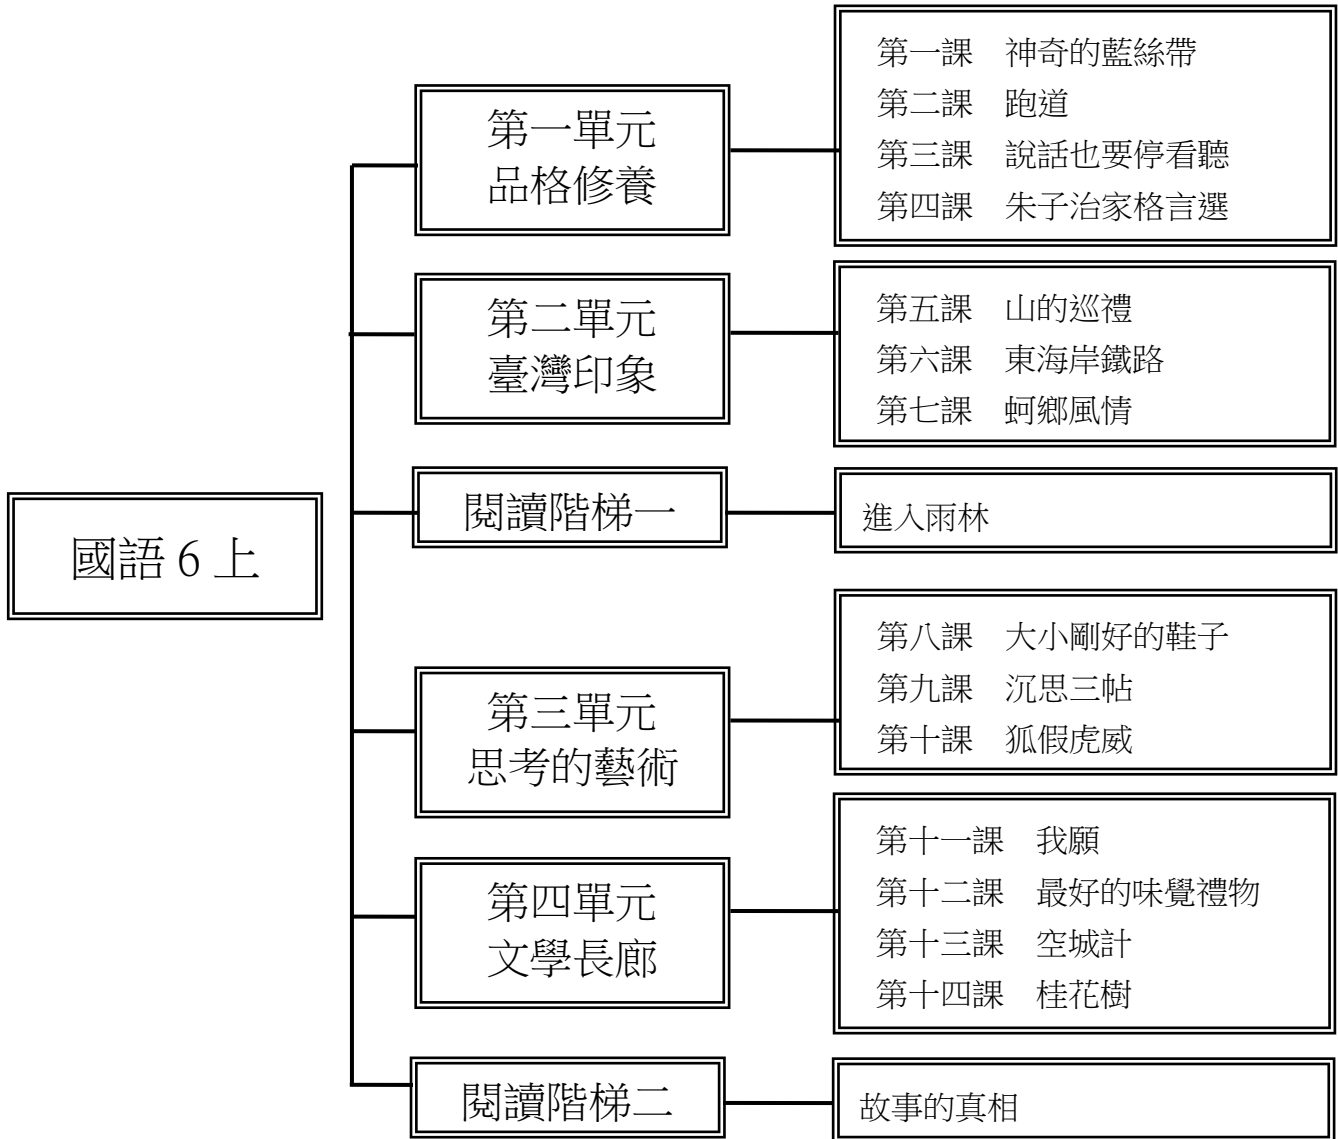 國語 6 上
第一單元
品格修養
第一課　神奇的藍絲帶
第二課　跑道
第三課　說話也要停看聽
第四課　朱子治家格言選
第二單元
臺灣印象
第五課　山的巡禮
第六課　東海岸鐵路
第七課　蚵鄉風情
閱讀階梯一
進入雨林
第三單元
思考的藝術
第八課　大小剛好的鞋子
第九課　沉思三帖
第十課　狐假虎威
第四單元
文學長廊
第十一課　我願
第十二課　最好的味覺禮物
第十三課　空城計
第十四課　桂花樹
閱讀階梯二
故事的真相